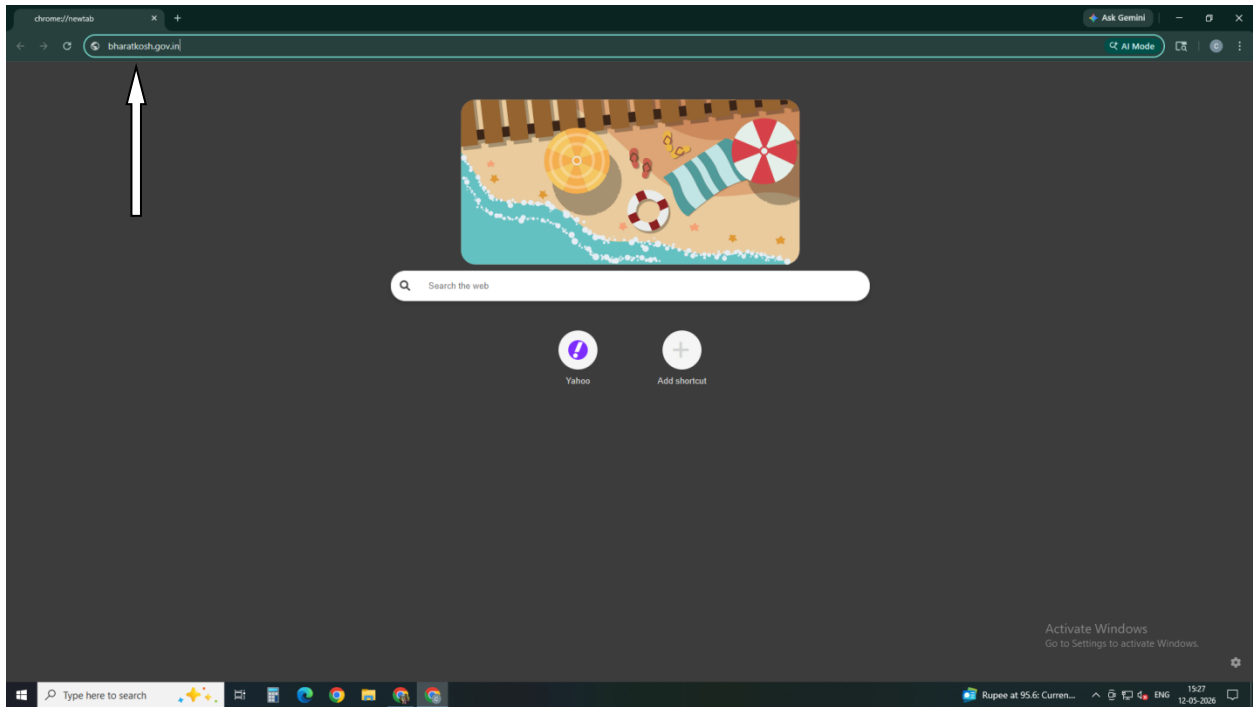 chrome://newtab
Ask Gemini
bharatkosh.gov.in
AI Mode
C
Search the web
Yahoo
Add shortcut
Activate Windows
Go to Settings to activate Windows.
Type here to search
Rupee at 95.6: Curren...
ENG
15:27
12-05-2026